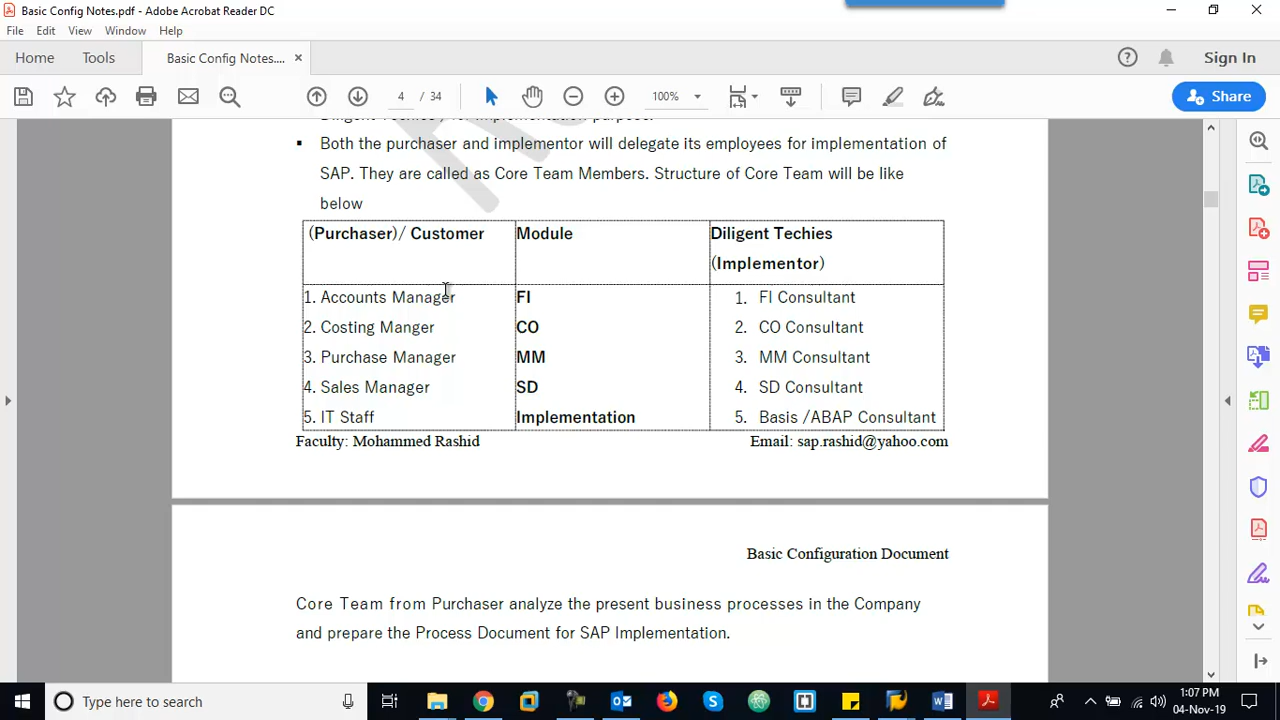 Basic Config Notes.pdf - Adobe Acrobat Reader DC
File Edit View Window Help
Home Tools Basic Config Notes.... × Sign In
4 / 34 100% Share
Diligent Techies / for implementation purpose.
▪ Both the purchaser and implementor will delegate its employees for implementation of
SAP. They are called as Core Team Members. Structure of Core Team will be like
below
(Purchaser)/ Customer Module Diligent Techies
(Implementor)
1. Accounts Manager FI 1. FI Consultant
2. Costing Manger CO 2. CO Consultant
3. Purchase Manager MM 3. MM Consultant
4. Sales Manager SD 4. SD Consultant
5. IT Staff Implementation 5. Basis /ABAP Consultant
Faculty: Mohammed Rashid Email: sap.rashid@yahoo.com
Basic Configuration Document
Core Team from Purchaser analyze the present business processes in the Company
and prepare the Process Document for SAP Implementation.
Type here to search
1:07 PM
04-Nov-19